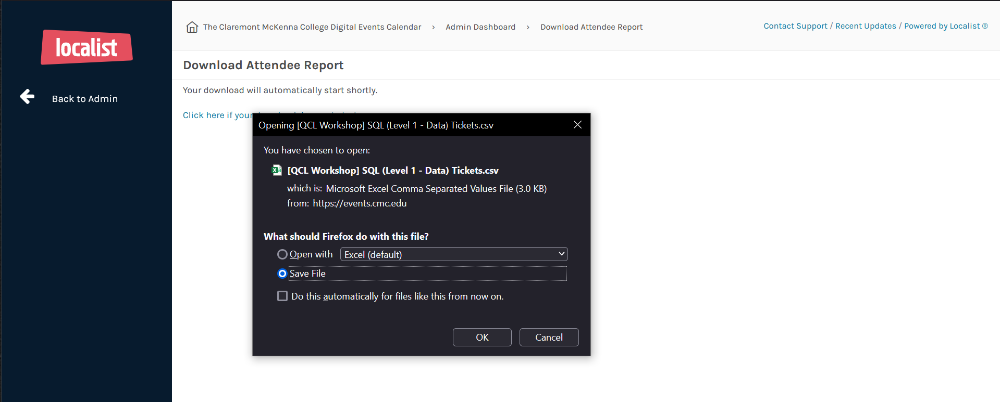 localist
Back to Admin
The Claremont McKenna College Digital Events Calendar › Admin Dashboard › Download Attendee Report
Contact Support / Recent Updates / Powered by Localist ®
Download Attendee Report
Your download will automatically start shortly.
Click here if your
Opening [QCL Workshop] SQL (Level 1 - Data) Tickets.csv
You have chosen to open:
[QCL Workshop] SQL (Level 1 - Data) Tickets.csv
which is: Microsoft Excel Comma Separated Values File (3.0 KB)
from: https://events.cmc.edu
What should Firefox do with this file?
Open with Excel (default)
Save File
Do this automatically for files like this from now on.
OK Cancel